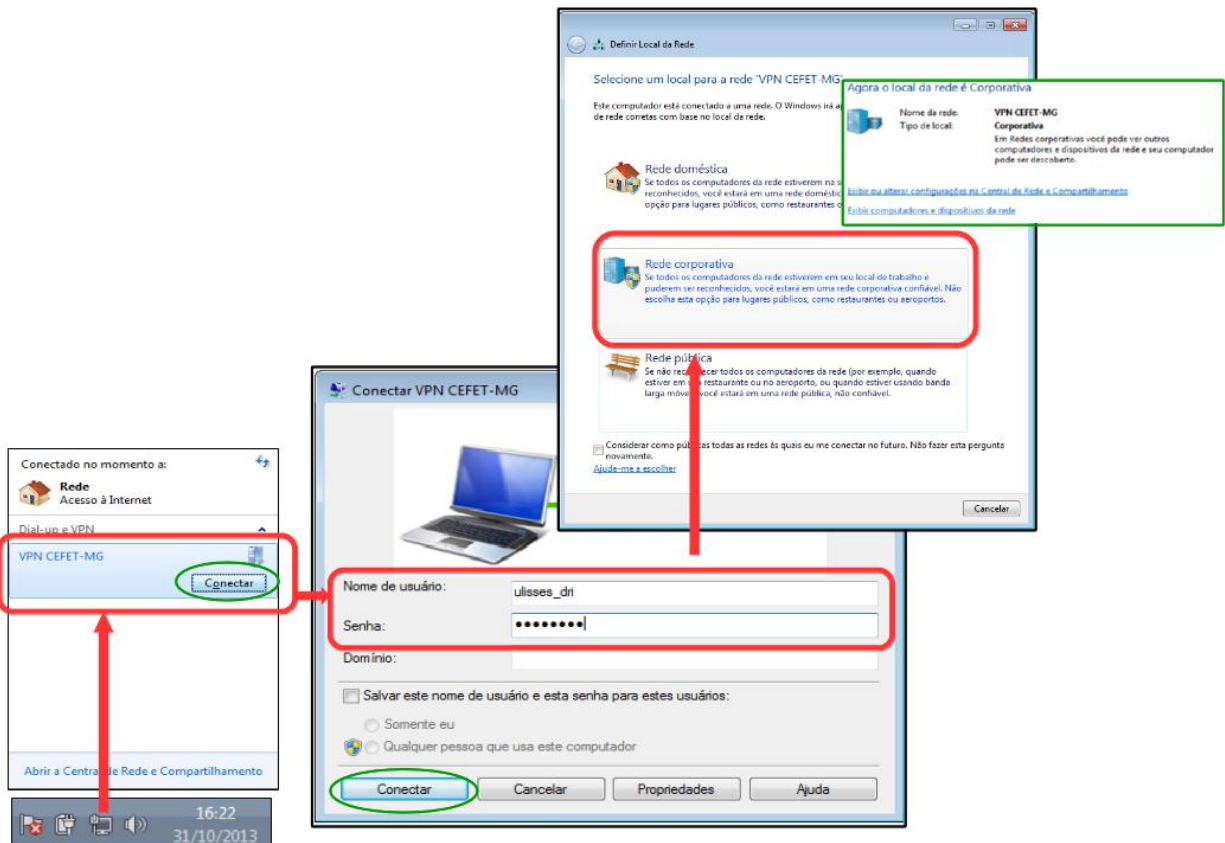 Definir Local da Rede
Selecione um local para a rede 'VPN CEFET-MG'
Este computador está conectado a uma rede. O Windows irá
de rede corretas com base no local da rede.
Rede doméstica
Se todos os computadores da rede estiverem na
reconhecidos, você estará em uma rede
opção para lugares públicos, como restaurantes
Agora o local da rede é Corporativa
Nome da rede: VPN CEFET-MG
Tipo de local: Corporativa
Em Redes corporativas você pode ver outros
computadores e dispositivos da rede e seu computador
pode ser descoberto.
Exibir ou alterar configurações na Central de Rede e Compartilhamento
Exibir computadores e dispositivos da rede
Rede corporativa
Se todos os computadores da rede estiverem em seu local de trabalho e
puderem ser reconhecidos, você estará em uma rede corporativa confiável. Não
escolha esta opção para lugares públicos, como restaurantes ou aeroportos.
Rede pública
Se não reconhecer todos os computadores da rede (por exemplo, quando
estiver em um restaurante ou no aeroporto, ou quando estiver usando banda
larga móvel, você estará em uma rede pública, não confiável.
Considerar como públicas todas as redes às quais eu me conectar no futuro. Não fazer esta pergunta
novamente.
Ajude-me a escolher
Cancelar
Conectar VPN CEFET-MG
Nome de usuário: ulisses_dri
Senha: ••••••••
Domínio:
Salvar este nome de usuário e esta senha para estes usuários:
Somente eu
Qualquer pessoa que usa este computador
Conectar Cancelar Propriedades Ajuda
Conectado no momento a:
Rede
Acesso à Internet
Dial-up e VPN
VPN CEFET-MG
Conectar
Abrir a Central de Rede e Compartilhamento
16:22
31/10/2013